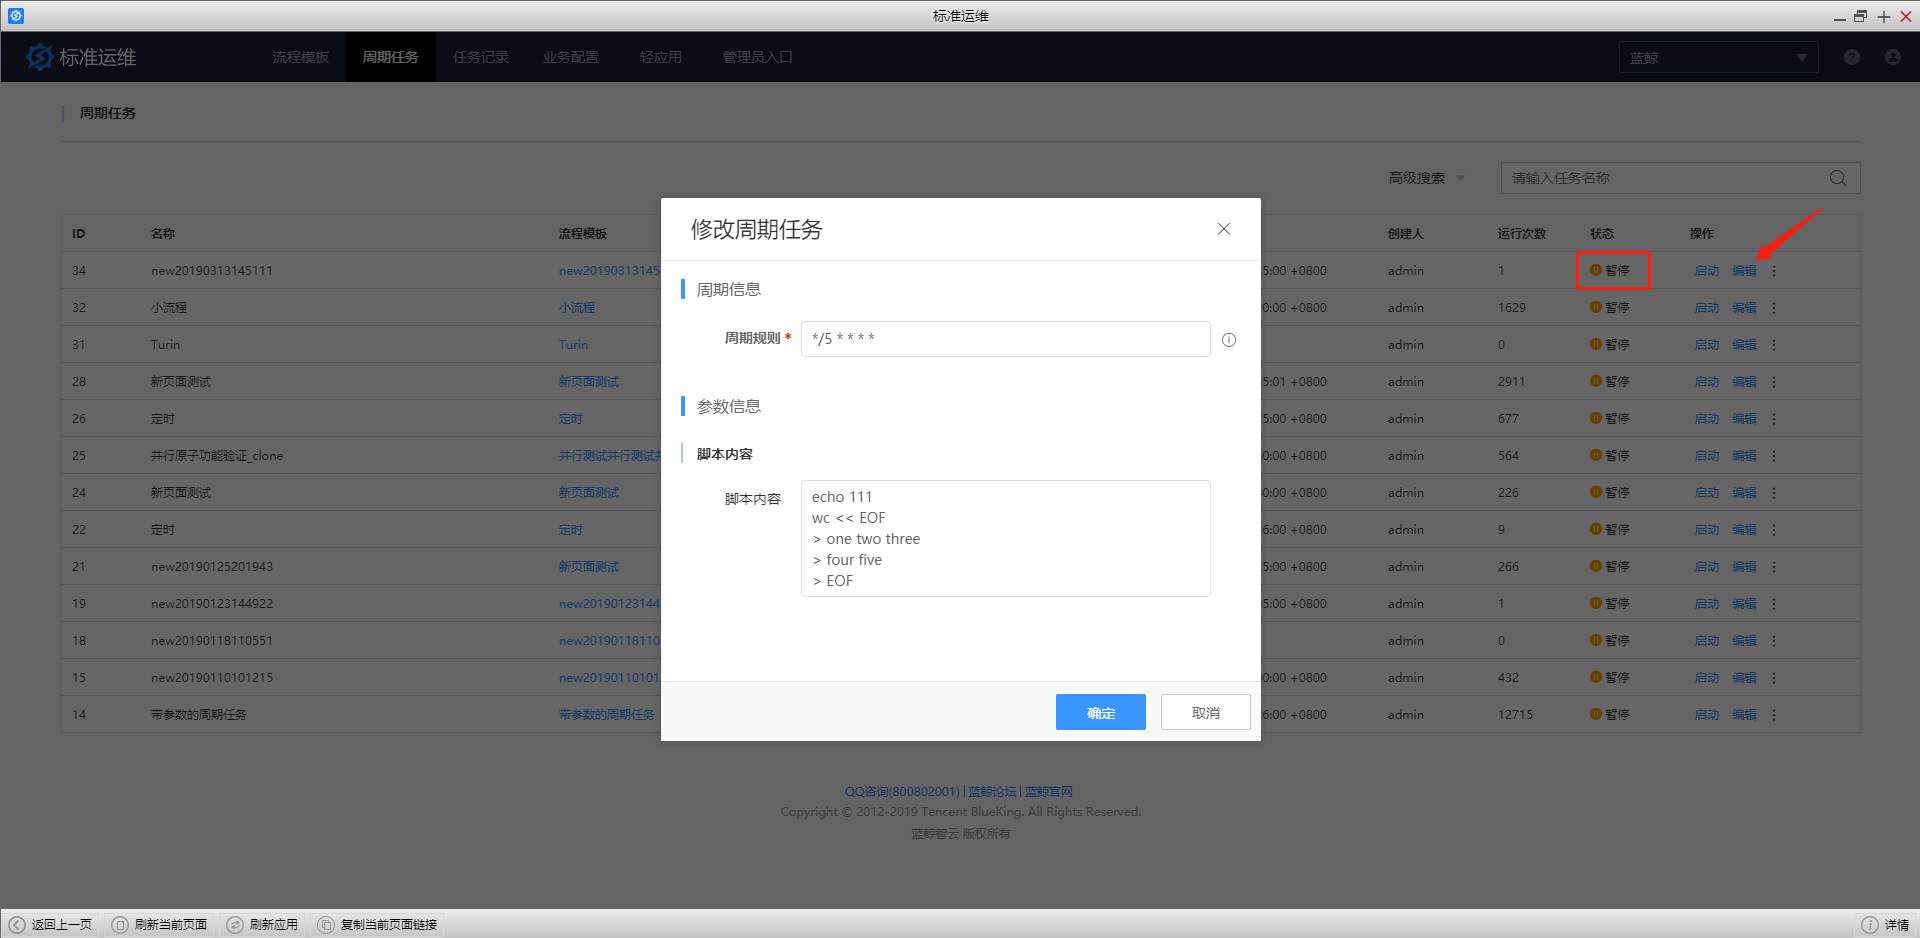 标准运维
标准运维 流程模板 周期任务 任务记录 业务配置 轻应用 管理员入口 蓝鲸
周期任务
高级搜索 请输入任务名称
ID 名称 流程模板 创建人 运行次数 状态 操作
34 new20190313145111 new20190313145 5:00 +0800 admin 1 暂停 启动 编辑
32 小流程 小流程 0:00 +0800 admin 1629 暂停 启动 编辑
31 Turin Turin admin 0 暂停 启动 编辑
28 新页面测试 新页面测试 5:01 +0800 admin 2911 暂停 启动 编辑
26 定时 定时 5:00 +0800 admin 677 暂停 启动 编辑
25 并行原子功能验证_clone 并行测试并行测试 0:00 +0800 admin 564 暂停 启动 编辑
24 新页面测试 新页面测试 0:00 +0800 admin 226 暂停 启动 编辑
22 定时 定时 6:00 +0800 admin 9 暂停 启动 编辑
21 new20190125201943 新页面测试 5:00 +0800 admin 266 暂停 启动 编辑
19 new20190123144922 new20190123144 5:00 +0800 admin 1 暂停 启动 编辑
18 new20190118110551 new20190118110 admin 0 暂停 启动 编辑
15 new20190110101215 new20190110101 0:00 +0800 admin 432 暂停 启动 编辑
14 带参数的周期任务 带参数的周期任务 6:00 +0800 admin 12715 暂停 启动 编辑
修改周期任务
周期信息
周期规则 * */5 * * * *
参数信息
脚本内容
脚本内容
echo 111
wc << EOF
> one two three
> four five
> EOF
确定 取消
QQ咨询(800802001) | 蓝鲸论坛 | 蓝鲸官网
Copyright © 2012-2019 Tencent BlueKing. All Rights Reserved.
蓝鲸智云 版权所有
返回上一页 刷新当前页面 刷新应用 复制当前页面链接 详情